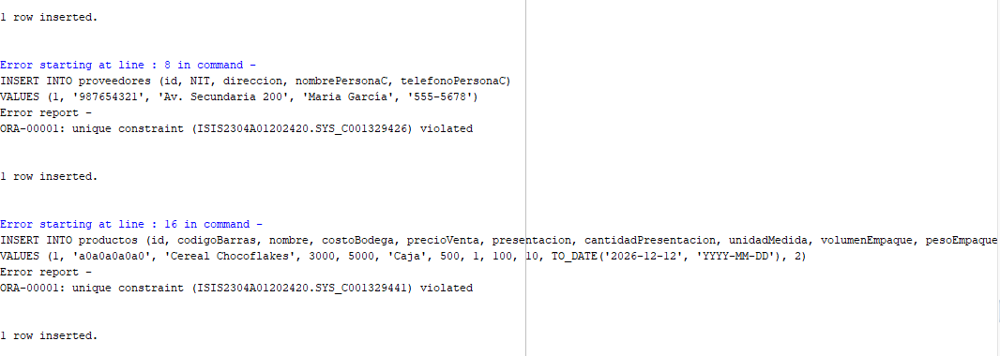 1 row inserted.
Error starting at line : 8 in command -
INSERT INTO proveedores (id, NIT, direccion, nombrePersonaC, telefonoPersonaC)
VALUES (1, '987654321', 'Av. Secundaria 200', 'Maria García', '555-5678')
Error report -
ORA-00001: unique constraint (ISIS2304A01202420.SYS_C001329426) violated
1 row inserted.
Error starting at line : 16 in command -
INSERT INTO productos (id, codigoBarras, nombre, costoBodega, precioVenta, presentacion, cantidadPresentacion, unidadMedida, volumenEmpaque, pesoEmpaque
VALUES (1, 'a0a0a0a0a0', 'Cereal Chocoflakes', 3000, 5000, 'Caja', 500, 1, 100, 10, TO_DATE('2026-12-12', 'YYYY-MM-DD'), 2)
Error report -
ORA-00001: unique constraint (ISIS2304A01202420.SYS_C001329441) violated
1 row inserted.